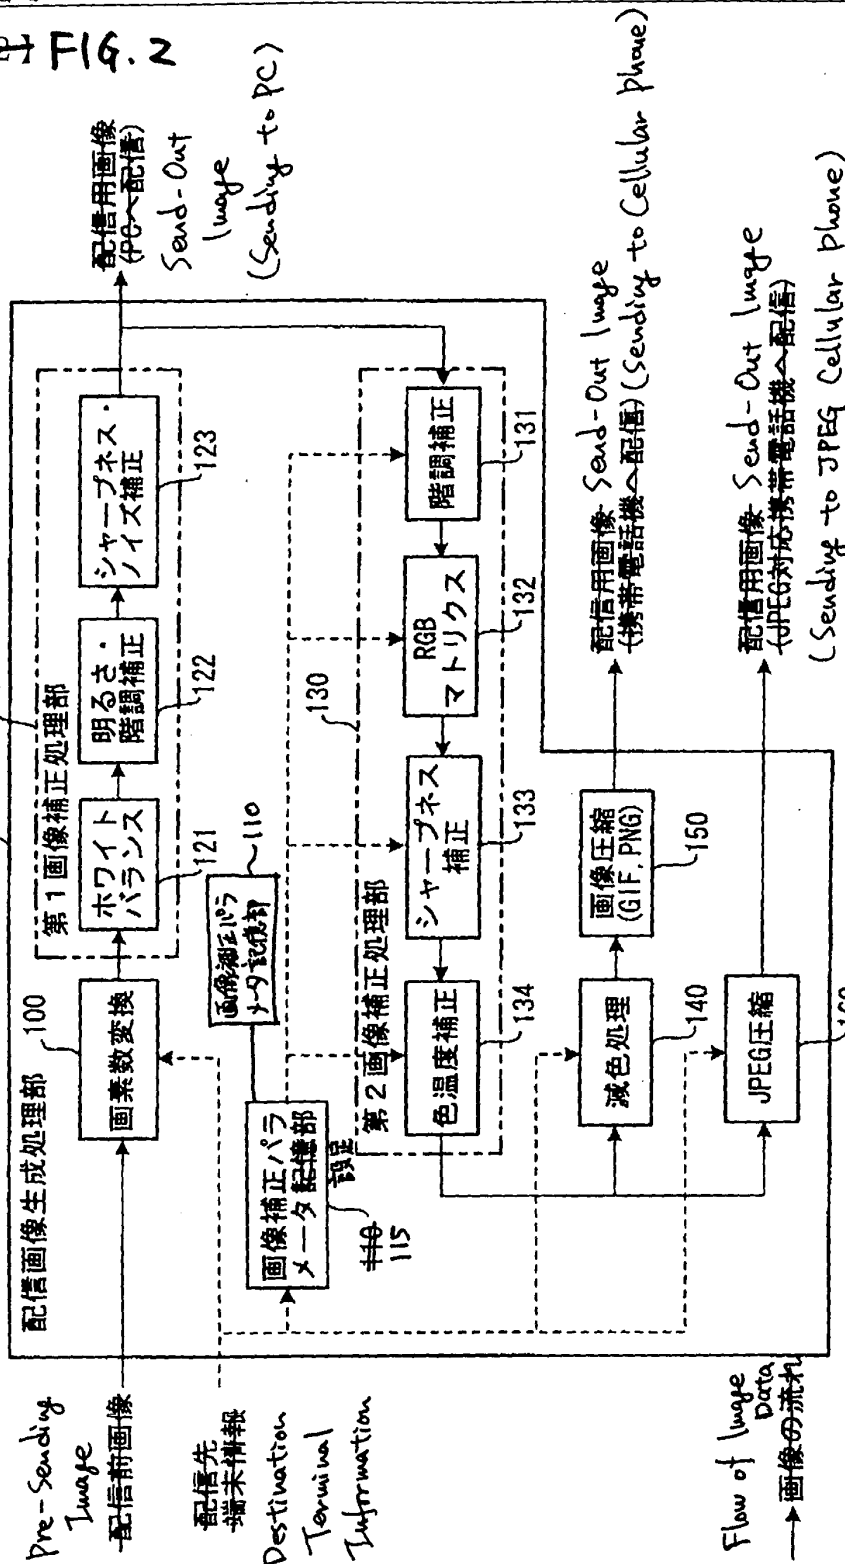 FIG. 2
Pre-Sending
Image
配信前画像
配信先
端末情報
Destination
Terminal
Information
配信画像生成処理部
100
画素数変換
第1画像補正処理部
ホワイト
バランス
121
明るさ・
階調補正
122
シャープネス・
ノイズ補正
123
配信用画像
(PCへ配信)
Send-Out
Image
(Sending to PC)
画像補正パラ
メータ記憶部
110
画像補正パラ
メータ記憶部
設定
110
115
130
第2画像補正処理部
階調補正
131
RGB
マトリクス
132
シャープネス
補正
133
色温度補正
134
減色処理
140
画像圧縮
(GIF, PNG)
150
配信用画像 Send-Out Image
(携帯電話機へ配信) (Sending to Cellular phone)
JPEG圧縮
配信用画像 Send-Out Image
(JPEG対応携帯電話機へ配信)
(Sending to JPEG Cellular phone)
Flow of Image
Data
画像の流れ